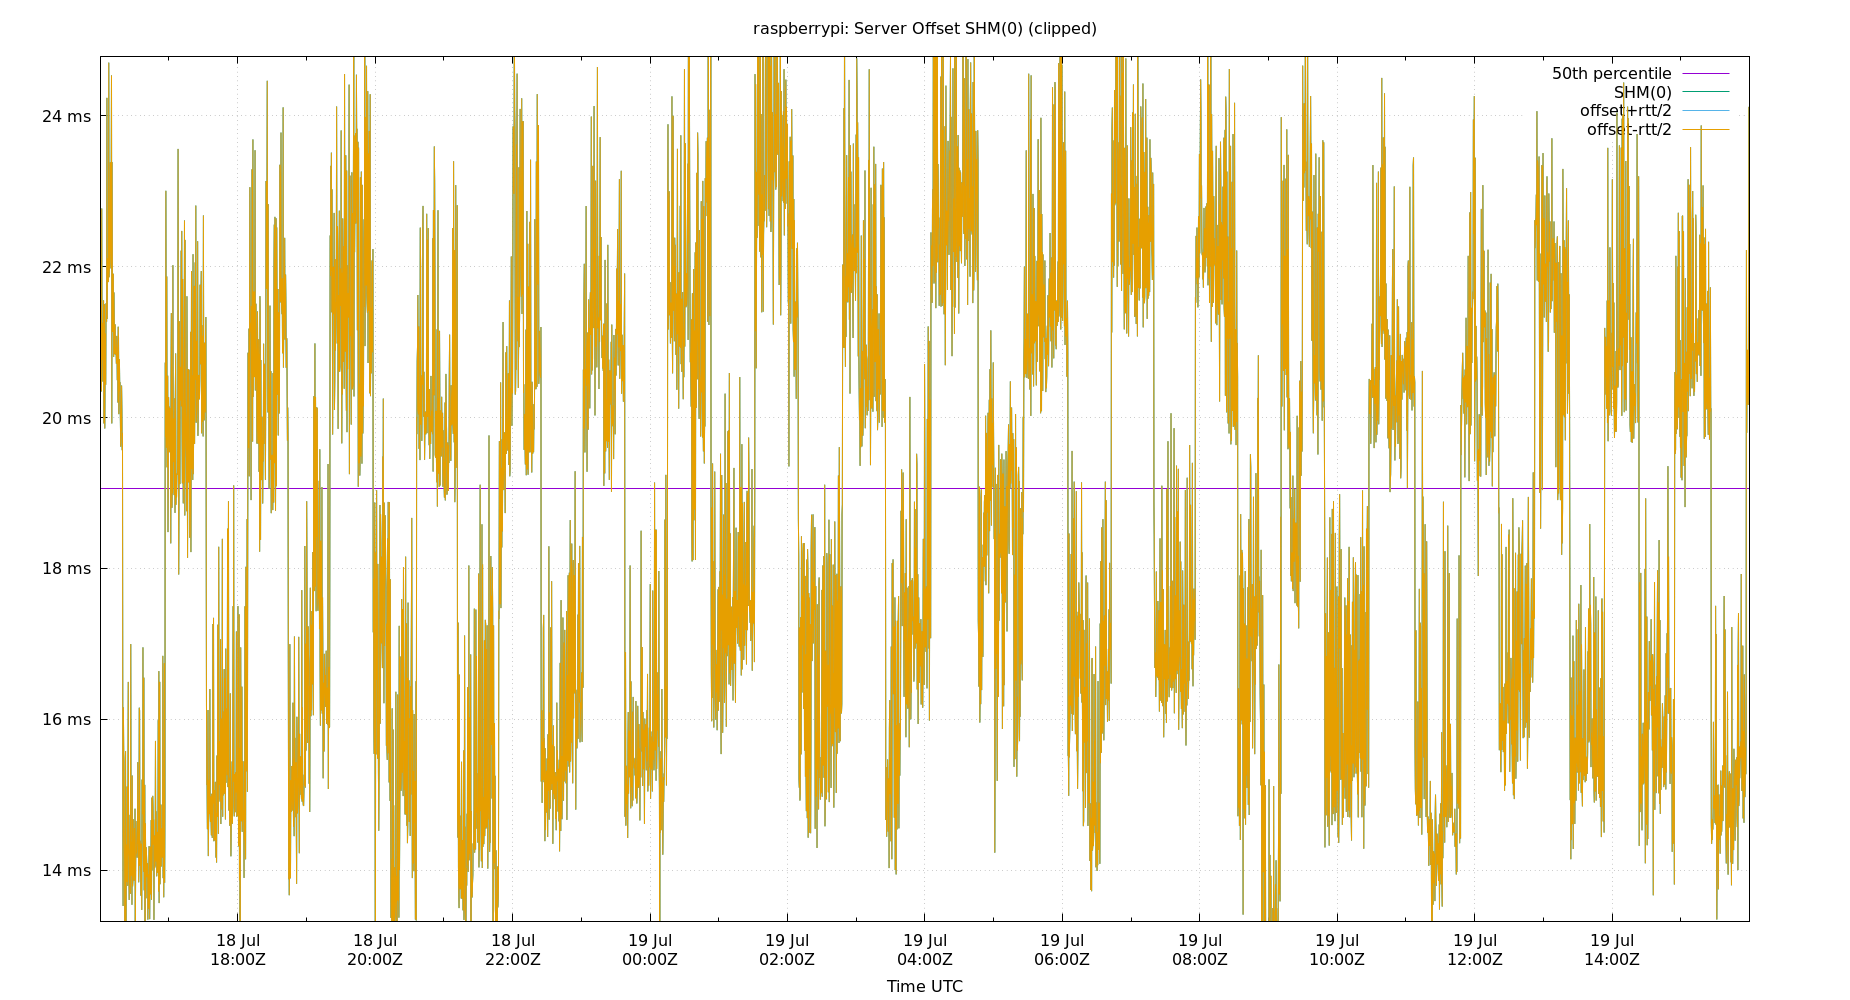 raspberrypi: Server Offset SHM(0) (clipped)
50th percentile
SHM(0)
offset+rtt/2
offset-rtt/2
24 ms
22 ms
20 ms
18 ms
16 ms
14 ms
18 Jul 18 Jul 18 Jul 19 Jul 19 Jul 19 Jul 19 Jul 19 Jul 19 Jul 19 Jul 19 Jul
18:00Z 20:00Z 22:00Z 00:00Z 02:00Z 04:00Z 06:00Z 08:00Z 10:00Z 12:00Z 14:00Z
Time UTC